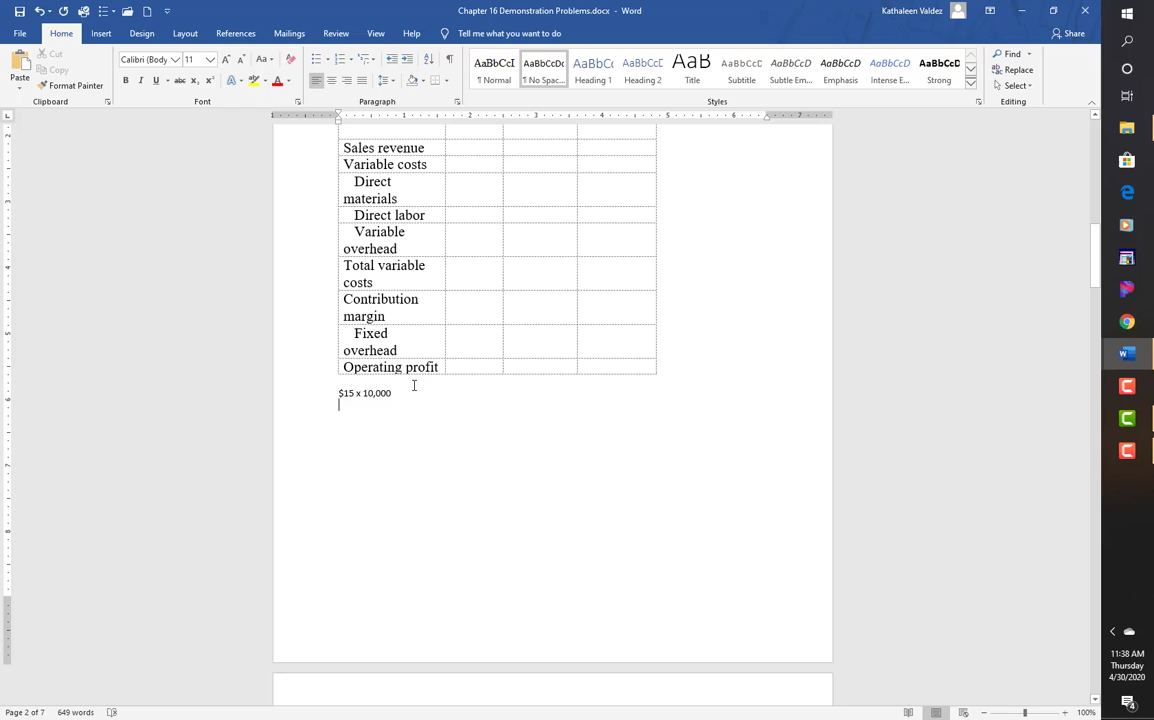 Chapter 16 Demonstration Problems.docx - Word
Kathaleen Valdez
File
Home
Insert
Design
Layout
References
Mailings
Review
View
Help
Tell me what you want to do
Share
Paste
Cut
Copy
Format Painter
Clipboard
Calibri (Body
11
Font
Paragraph
AaBbCcI
¶ Normal
AaBbCcDc
¶ No Spac...
AaBbCc
Heading 1
AaBbCcD
Heading 2
AaB
Title
AaBbCcD
Subtitle
AaBbCcD
Subtle Em...
AaBbCcD
Emphasis
AaBbCcD
Intense E...
AaBbCcD
Strong
Styles
Find
Replace
Select
Editing
Sales revenue
Variable costs
Direct
materials
Direct labor
Variable
overhead
Total variable
costs
Contribution
margin
Fixed
overhead
Operating profit
$15 x 10,000
Page 2 of 7
649 words
100%
11:38 AM
Thursday
4/30/2020